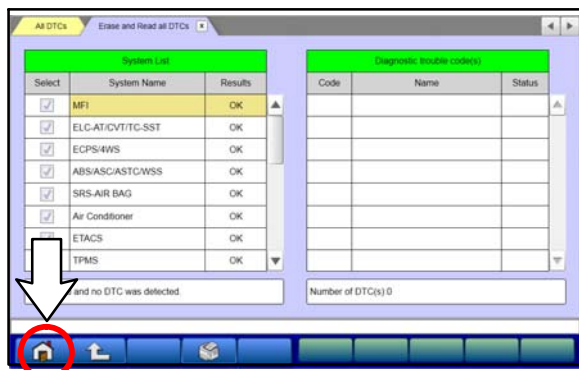 All DTCs Erase and Read all DTCs
System List
Select System Name Results
MFI OK
ELC-AT/CVT/TC-SST OK
ECPS/4WS OK
ABS/ASC/ASTC/WSS OK
SRS-AIR BAG OK
Air Conditioner OK
ETACS OK
TPMS OK
and no DTC was detected.
Diagnostic trouble code(s)
Code Name Status
Number of DTC(s):0